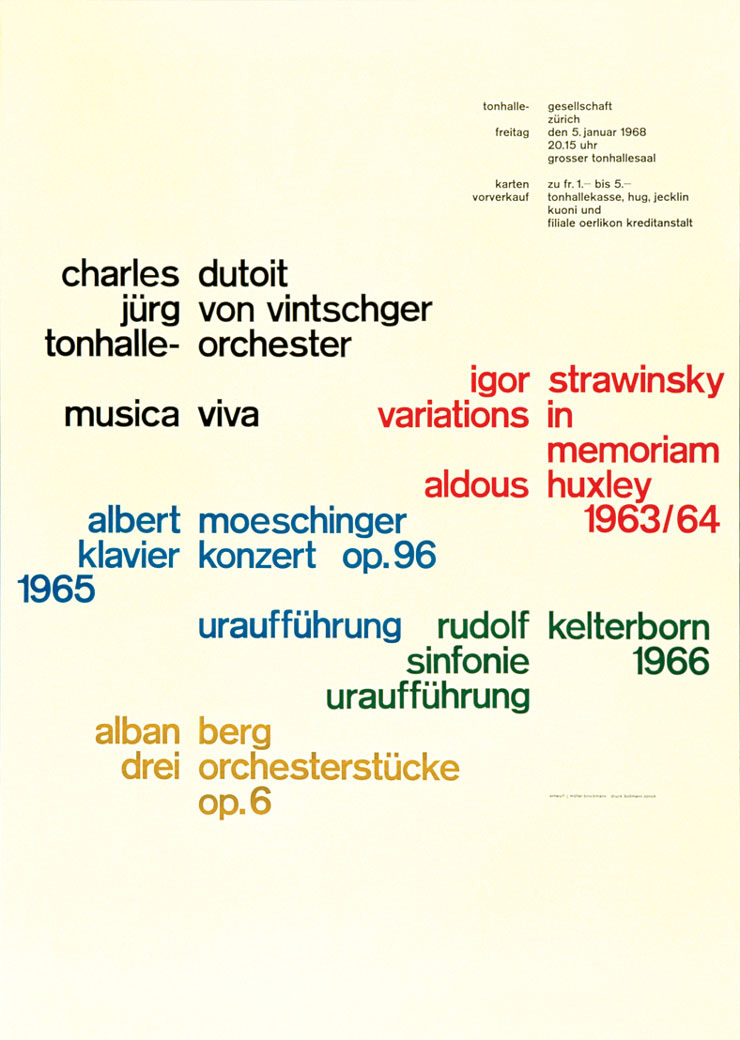 tonhalle- gesellschaft
zürich
freitag den 5. januar 1968
20.15 uhr
grosser tonhallesaal
karten zu fr. 1.– bis 5.–
vorverkauf tonhallekasse, hug, jecklin
kuoni und
filiale oerlikon kreditanstalt
charles dutoit
jürg von vintschger
tonhalle- orchester
musica viva
igor strawinsky
variations in
memoriam
aldous huxley
1963/64
albert moeschinger
klavier konzert op. 96
1965
uraufführung
rudolf kelterborn
sinfonie 1966
uraufführung
alban berg
drei orchesterstücke
op. 6